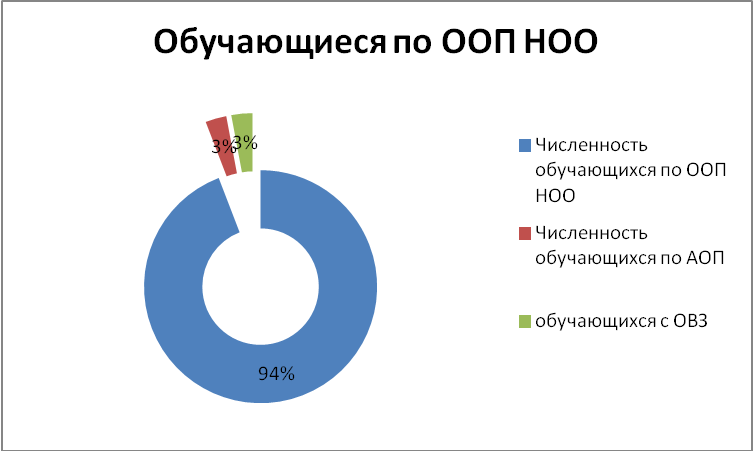 Обучающиеся по ООП НОО
3%
3%
94%
Численность
обучающихся по ООП
НОО
Численность
обучающихся по АОП
обучающихся с ОВЗ